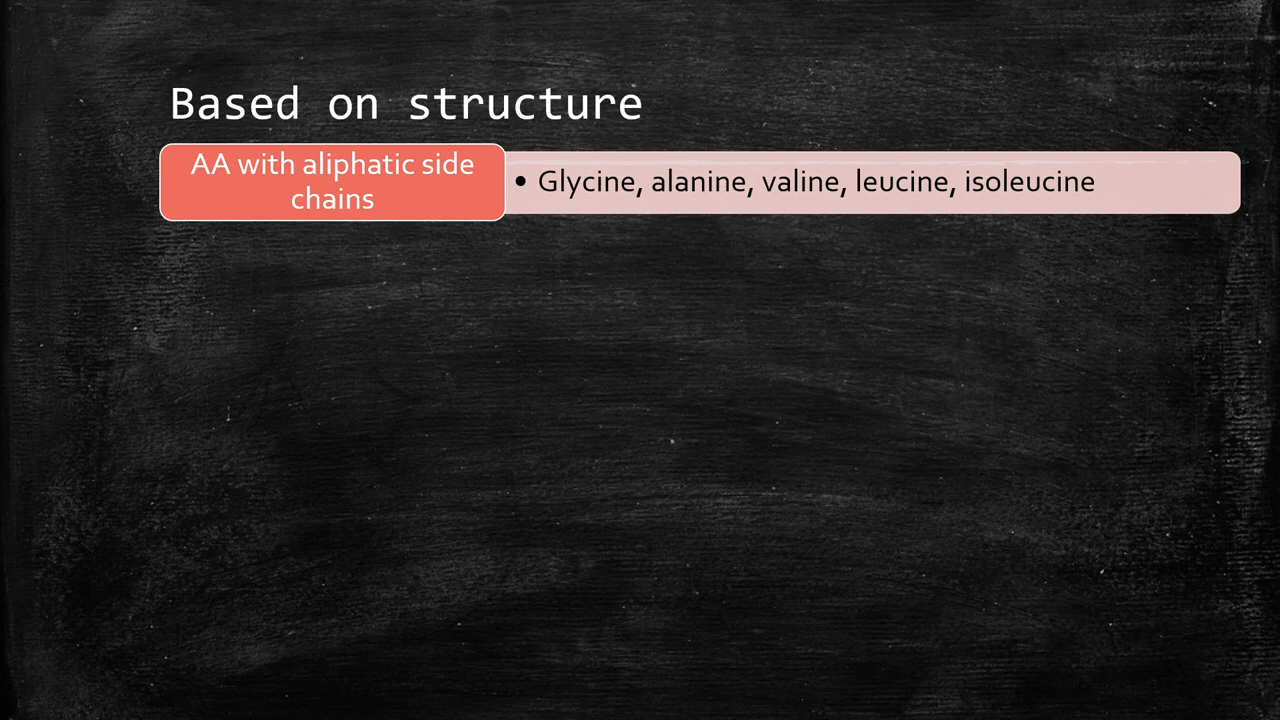 Based on structure
AA with aliphatic side
chains
• Glycine, alanine, valine, leucine, isoleucine